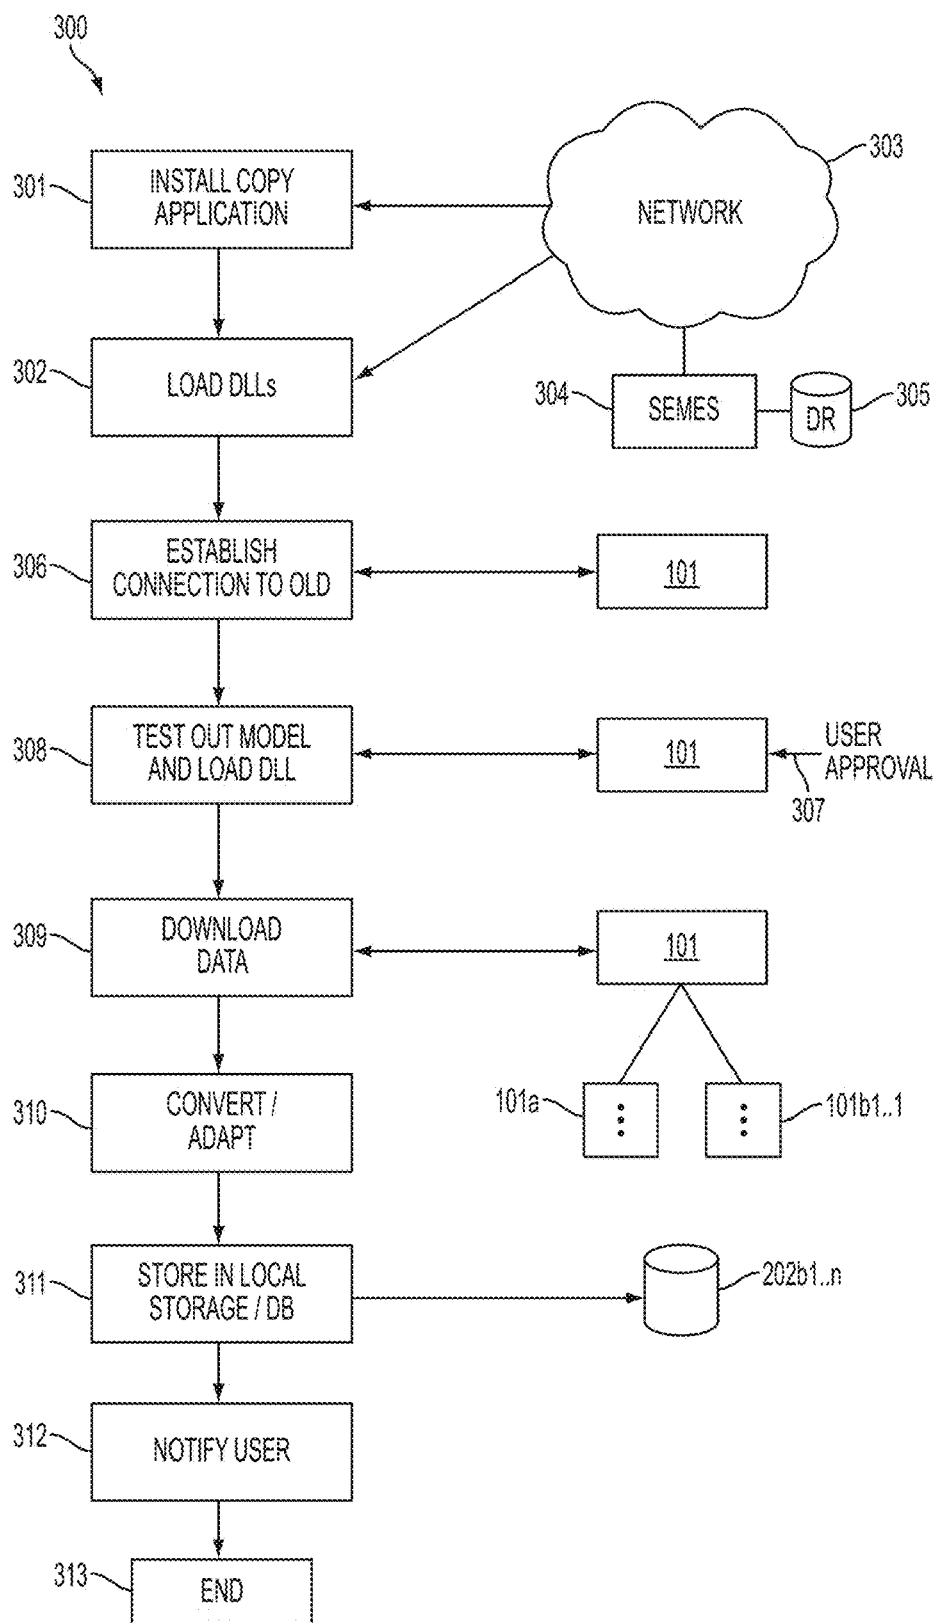 300
301
INSTALL COPY
APPLICATION
303
NETWORK
302
LOAD DLLs
304
SEMES
DR
305
306
ESTABLISH
CONNECTION TO OLD
101
308
TEST OUT MODEL
AND LOAD DLL
101
USER
APPROVAL
307
309
DOWNLOAD
DATA
101
101a
101b1..1
310
CONVERT /
ADAPT
311
STORE IN LOCAL
STORAGE / DB
202b1..n
312
NOTIFY USER
313
END